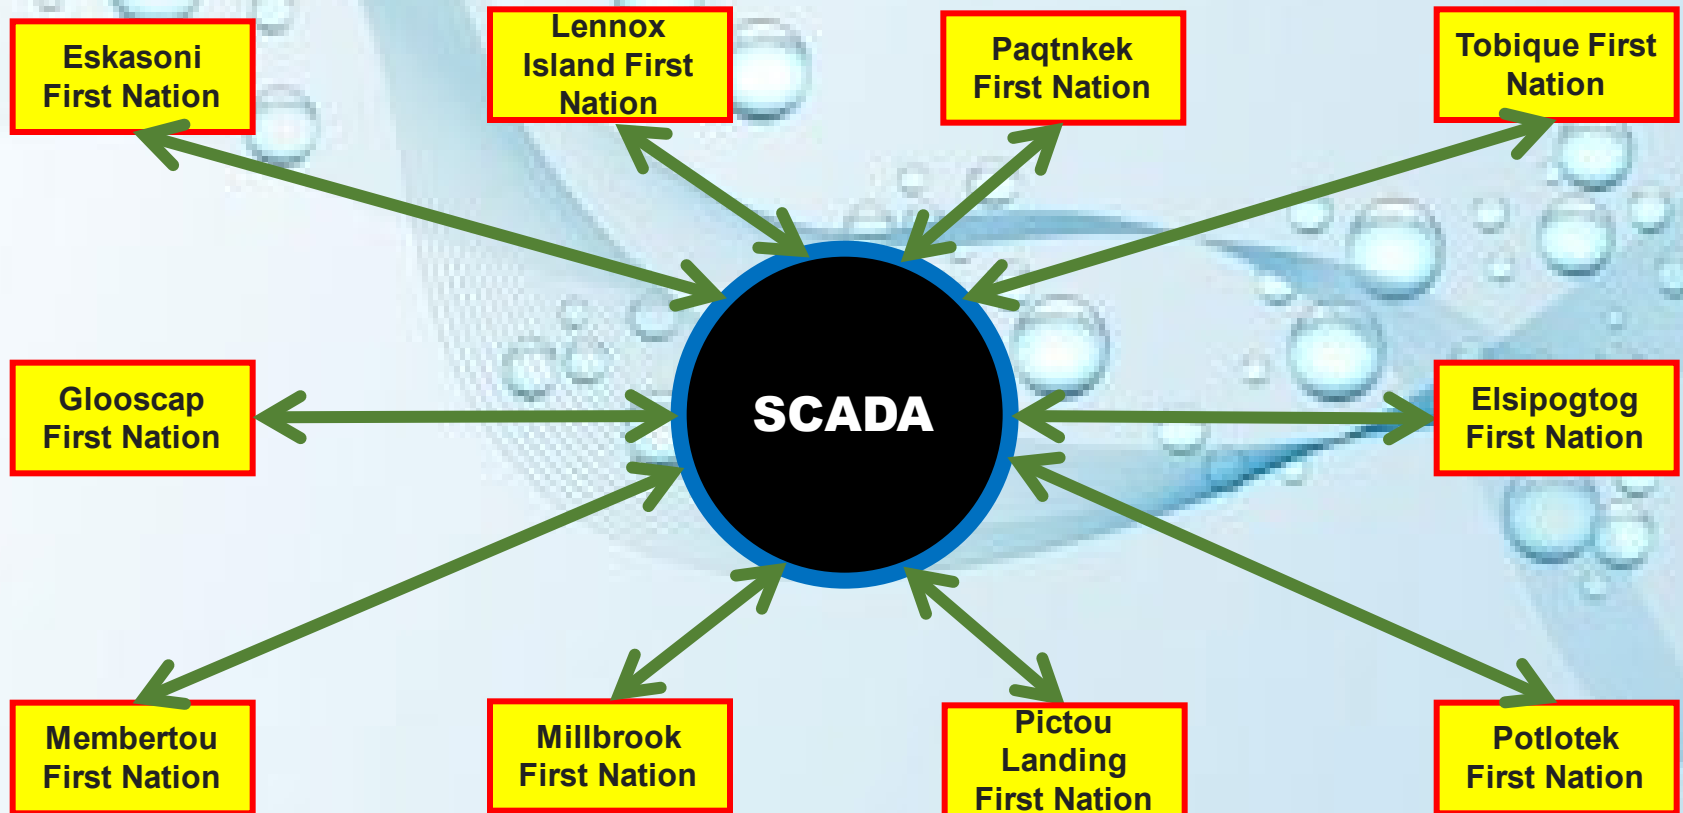 Eskasoni
First Nation
Lennox
Island First
Nation
Paqtnkek
First Nation
Tobique First
Nation
Glooscap
First Nation
SCADA
Elsipogtog
First Nation
Membertou
First Nation
Millbrook
First Nation
Pictou
Landing
First Nation
Potlotek
First Nation